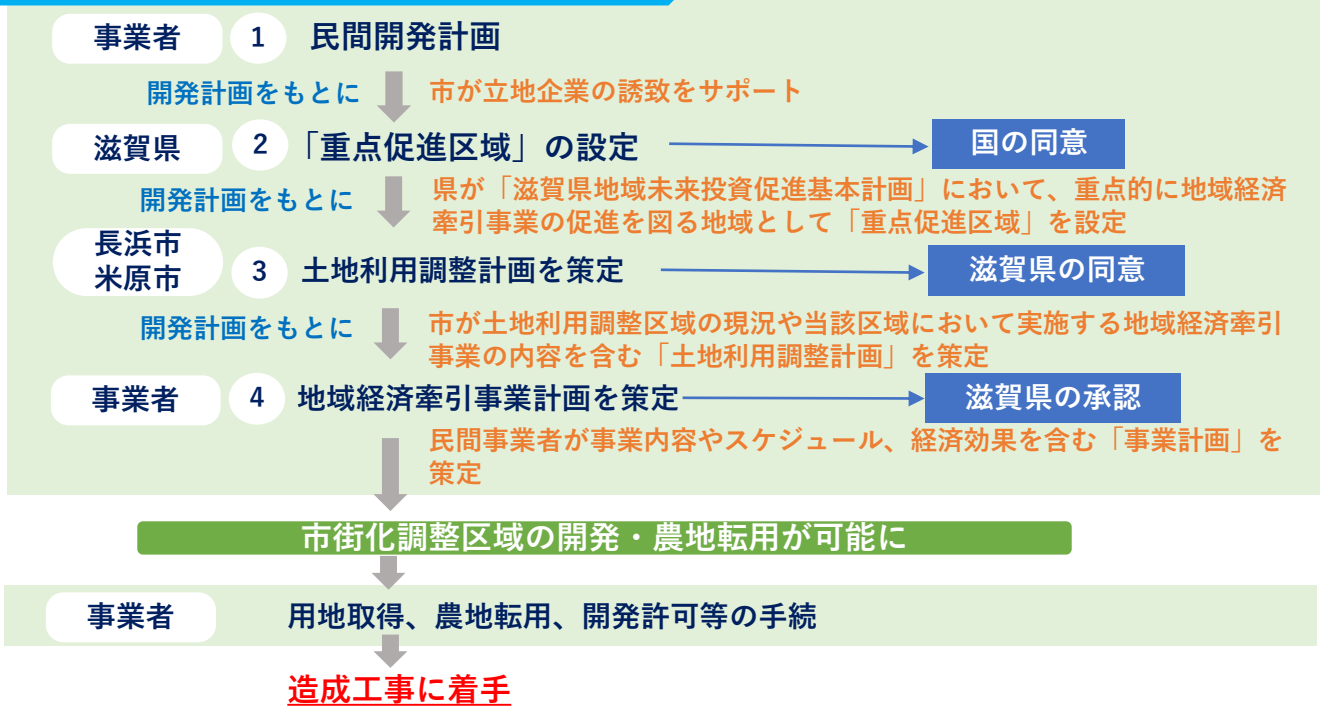 事業者 1 民間開発計画
開発計画をもとに 市が立地企業の誘致をサポート
滋賀県 2 「重点促進区域」の設定 国の同意
開発計画をもとに 県が「滋賀県地域未来投資促進基本計画」において、重点的に地域経済
牽引事業の促進を図る地域として「重点促進区域」を設定
長浜市
米原市 3 土地利用調整計画を策定 滋賀県の同意
開発計画をもとに 市が土地利用調整区域の現況や当該区域において実施する地域経済牽引
事業の内容を含む「土地利用調整計画」を策定
事業者 4 地域経済牽引事業計画を策定 滋賀県の承認
民間事業者が事業内容やスケジュール、経済効果を含む「事業計画」を
策定
市街化調整区域の開発・農地転用が可能に
事業者 用地取得、農地転用、開発許可等の手続
造成工事に着手